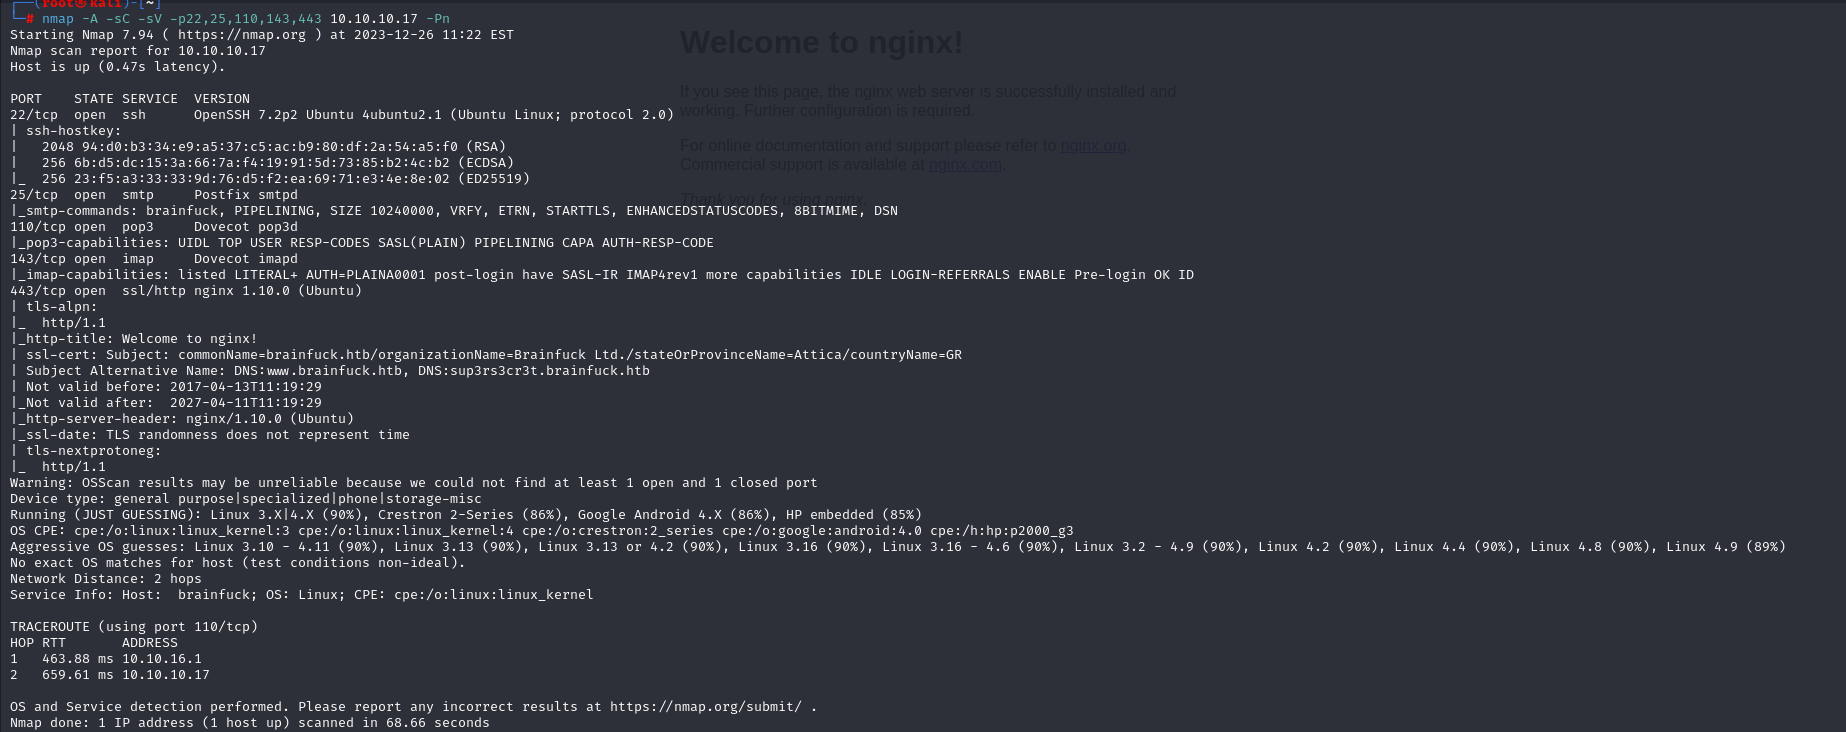 (root㉿kali)-[~]
# nmap -A -sC -sV -p22,25,110,143,443 10.10.10.17 -Pn
Starting Nmap 7.94 ( https://nmap.org ) at 2023-12-26 11:22 EST
Nmap scan report for 10.10.10.17
Host is up (0.47s latency).
PORT    STATE SERVICE  VERSION
22/tcp  open  ssh      OpenSSH 7.2p2 Ubuntu 4ubuntu2.1 (Ubuntu Linux; protocol 2.0)
| ssh-hostkey:
|   2048 94:d0:b3:34:e9:a5:37:c5:ac:b9:80:df:2a:54:a5:f0 (RSA)
|   256 6b:d5:dc:15:3a:66:7a:f4:19:91:5d:73:85:b2:4c:b2 (ECDSA)
|_  256 23:f5:a3:33:33:9d:76:d5:f2:ea:69:71:e3:4e:8e:02 (ED25519)
25/tcp  open  smtp     Postfix smtpd
|_smtp-commands: brainfuck, PIPELINING, SIZE 10240000, VRFY, ETRN, STARTTLS, ENHANCEDSTATUSCODES, 8BITMIME, DSN
110/tcp open  pop3     Dovecot pop3d
|_pop3-capabilities: UIDL TOP USER RESP-CODES SASL(PLAIN) PIPELINING CAPA AUTH-RESP-CODE
143/tcp open  imap     Dovecot imapd
|_imap-capabilities: listed LITERAL+ AUTH=PLAINA0001 post-login have SASL-IR IMAP4rev1 more capabilities IDLE LOGIN-REFERRALS ENABLE Pre-login OK ID
443/tcp open  ssl/http nginx 1.10.0 (Ubuntu)
| tls-alpn:
|_  http/1.1
|_http-title: Welcome to nginx!
| ssl-cert: Subject: commonName=brainfuck.htb/organizationName=Brainfuck Ltd./stateOrProvinceName=Attica/countryName=GR
| Subject Alternative Name: DNS:www.brainfuck.htb, DNS:sup3rs3cr3t.brainfuck.htb
| Not valid before: 2017-04-13T11:19:29
|_Not valid after:  2027-04-11T11:19:29
|_http-server-header: nginx/1.10.0 (Ubuntu)
|_ssl-date: TLS randomness does not represent time
| tls-nextprotoneg:
|_  http/1.1
Warning: OSScan results may be unreliable because we could not find at least 1 open and 1 closed port
Device type: general purpose|specialized|phone|storage-misc
Running (JUST GUESSING): Linux 3.X|4.X (90%), Crestron 2-Series (86%), Google Android 4.X (86%), HP embedded (85%)
OS CPE: cpe:/o:linux:linux_kernel:3 cpe:/o:linux:linux_kernel:4 cpe:/o:crestron:2_series cpe:/o:google:android:4.0 cpe:/h:hp:p2000_g3
Aggressive OS guesses: Linux 3.10 - 4.11 (90%), Linux 3.13 (90%), Linux 3.13 or 4.2 (90%), Linux 3.16 (90%), Linux 3.16 - 4.6 (90%), Linux 3.2 - 4.9 (90%), Linux 4.2 (90%), Linux 4.4 (90%), Linux 4.8 (90%), Linux 4.9 (89%)
No exact OS matches for host (test conditions non-ideal).
Network Distance: 2 hops
Service Info: Host:  brainfuck; OS: Linux; CPE: cpe:/o:linux:linux_kernel
TRACEROUTE (using port 110/tcp)
HOP RTT       ADDRESS
1   463.88 ms 10.10.16.1
2   659.61 ms 10.10.10.17
OS and Service detection performed. Please report any incorrect results at https://nmap.org/submit/ .
Nmap done: 1 IP address (1 host up) scanned in 68.66 seconds
Welcome to nginx!
If you see this page, the nginx web server is successfully installed and
working. Further configuration is required.
For online documentation and support please refer to nginx.org.
Commercial support is available at nginx.com.
Thank you for using nginx.